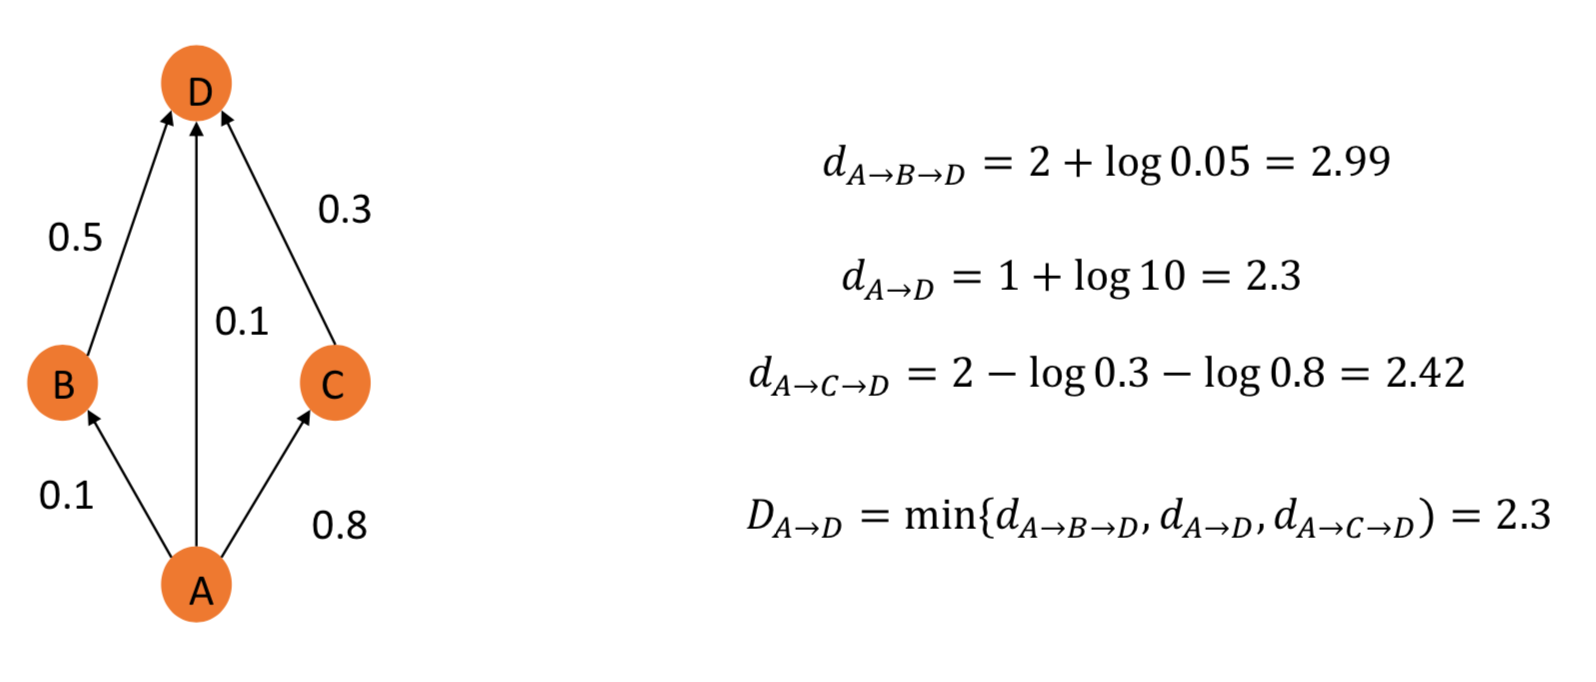 D
0.5
0.3
0.1
B
C
0.1
0.8
A
d_{A→B→D} = 2 + log 0.05 = 2.99
d_{A→D} = 1 + log 10 = 2.3
d_{A→C→D} = 2 − log 0.3 − log 0.8 = 2.42
D_{A→D} = min{d_{A→B→D}, d_{A→D}, d_{A→C→D}) = 2.3